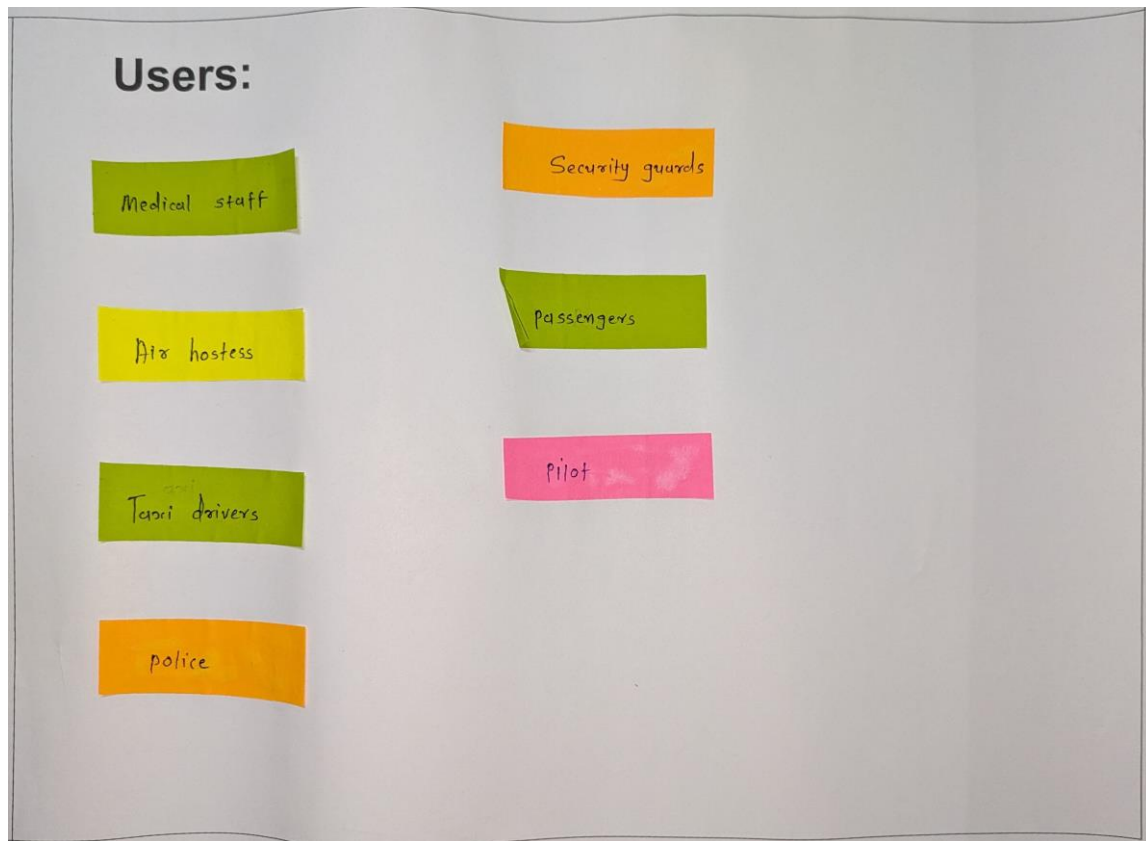 Users:
Medical staff
Air hostess
Taxi drivers
police
Security guards
passengers
pilot